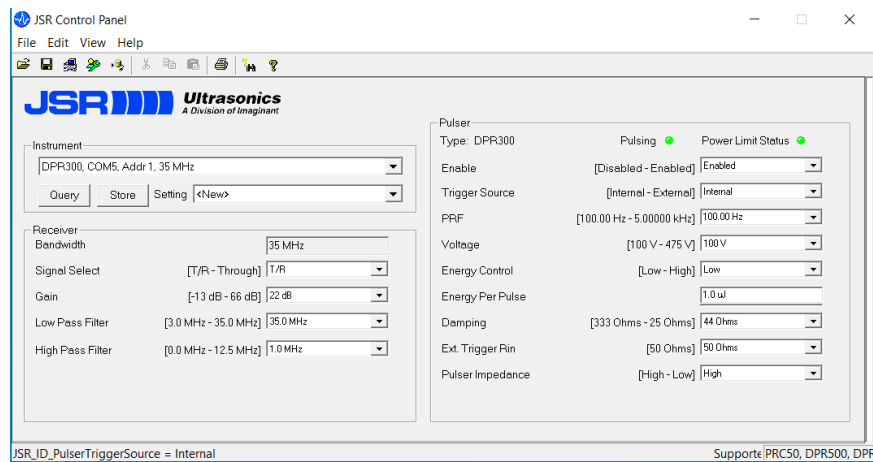 JSR Control Panel
File Edit View Help
JSR Ultrasonics
A Division of Imaginant
Instrument
DPR300, COM5, Addr 1, 35 MHz
Query Store Setting <New>
Receiver
Bandwidth 35 MHz
Signal Select [T/R - Through] T/R
Gain [-13 dB - 66 dB] 22 dB
Low Pass Filter [3.0 MHz - 35.0 MHz] 35.0 MHz
High Pass Filter [0.0 MHz - 12.5 MHz] 1.0 MHz
Pulser
Type: DPR300 Pulsing Power Limit Status
Enable [Disabled - Enabled] Enabled
Trigger Source [Internal - External] Internal
PRF [100.00 Hz - 5.00000 kHz] 100.00 Hz
Voltage [100 V - 475 V] 100 V
Energy Control [Low - High] Low
Energy Per Pulse 1.0 uJ
Damping [333 Ohms - 25 Ohms] 44 Ohms
Ext. Trigger Rin [50 Ohms] 50 Ohms
Pulser Impedance [High - Low] High
JSR_ID_PulserTriggerSource = Internal Supporte PRC50, DPR500, DPR